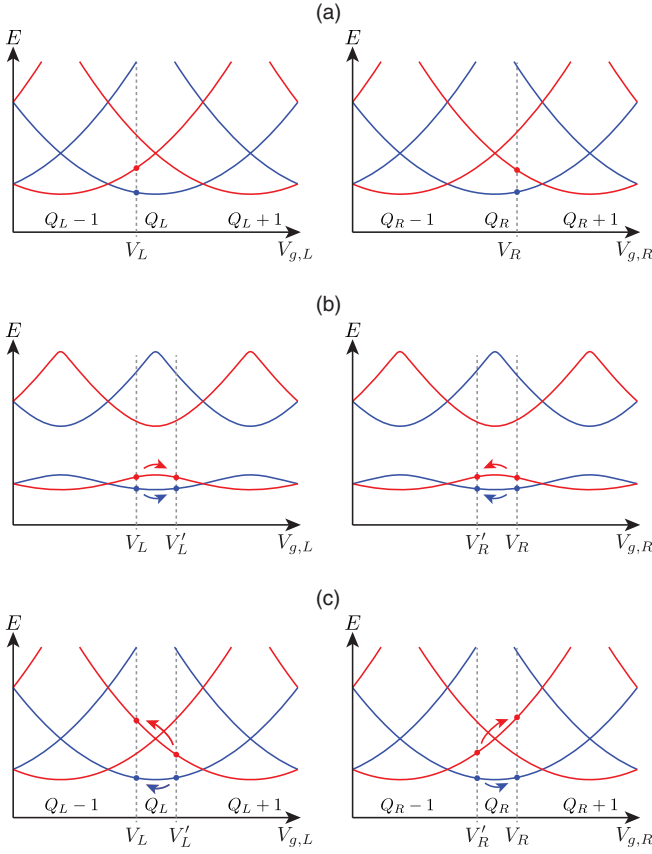 (a)
E E
Q_L − 1 Q_L Q_L + 1 Q_R − 1 Q_R Q_R + 1
V_L V_{g,L} V_R V_{g,R}
(b)
E E
V_L V′_L V_{g,L} V′_R V_R V_{g,R}
(c)
E E
Q_L − 1 Q_L Q_L + 1 Q_R − 1 Q_R Q_R + 1
V_L V′_L V_{g,L} V′_R V_R V_{g,R}